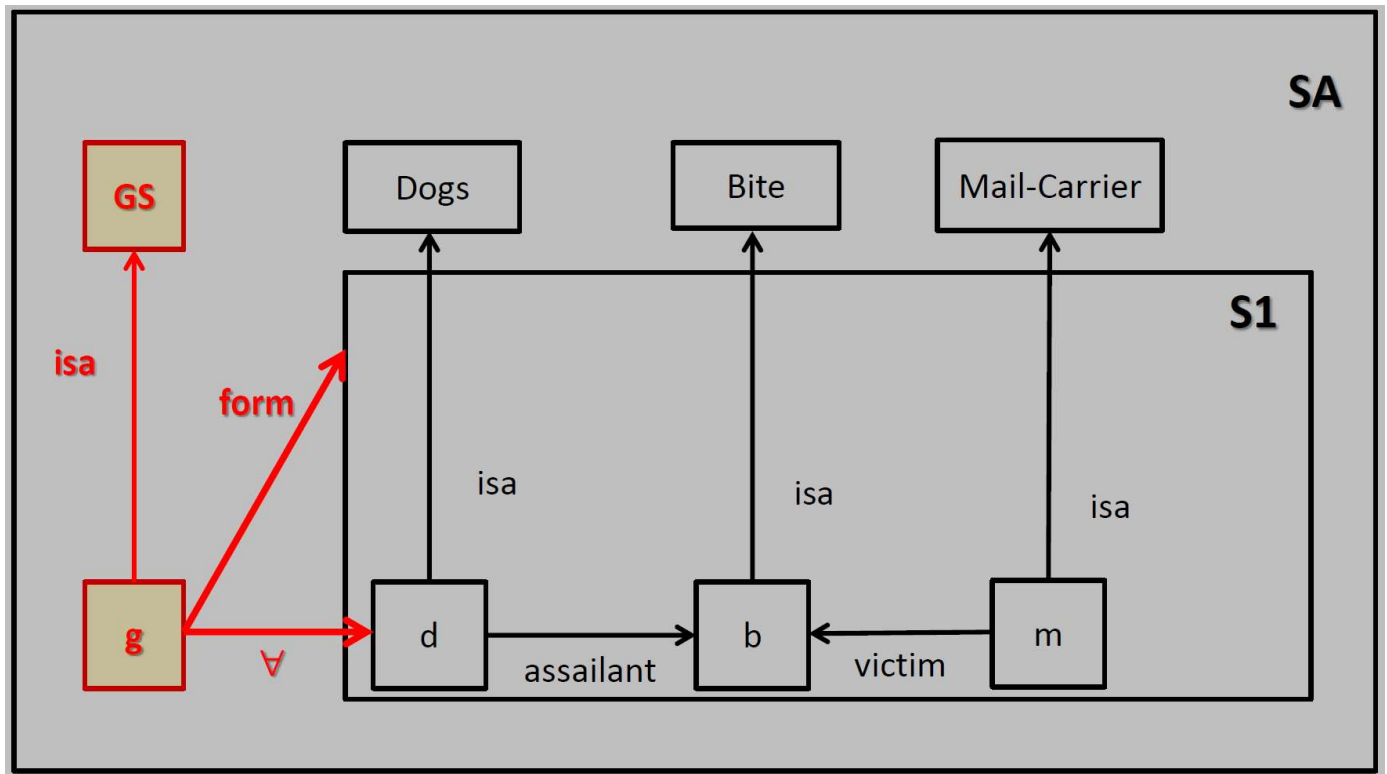 SA
GS
Dogs
Bite
Mail-Carrier
S1
isa
form
isa
isa
isa
g
∀
d
assailant
b
victim
m